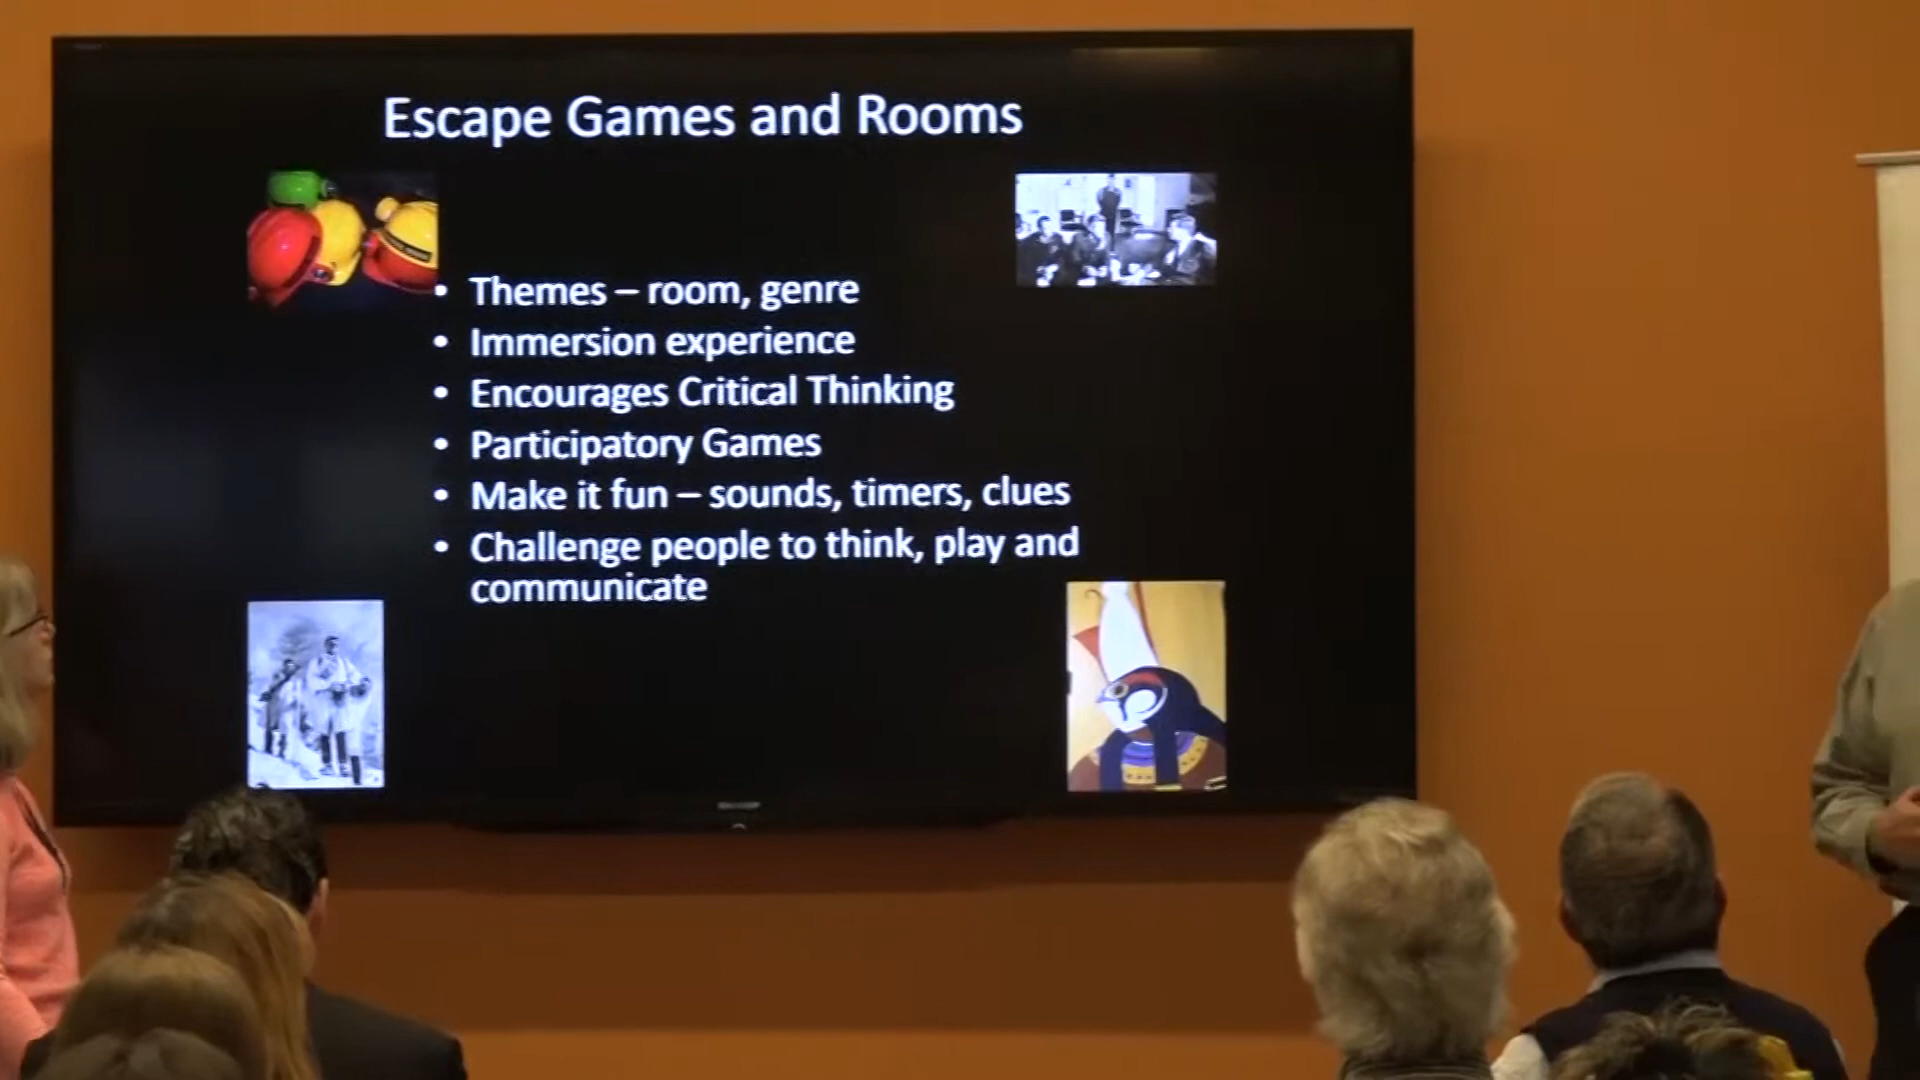 Escape Games and Rooms
• Themes – room, genre
• Immersion experience
• Encourages Critical Thinking
• Participatory Games
• Make it fun – sounds, timers, clues
• Challenge people to think, play and
communicate